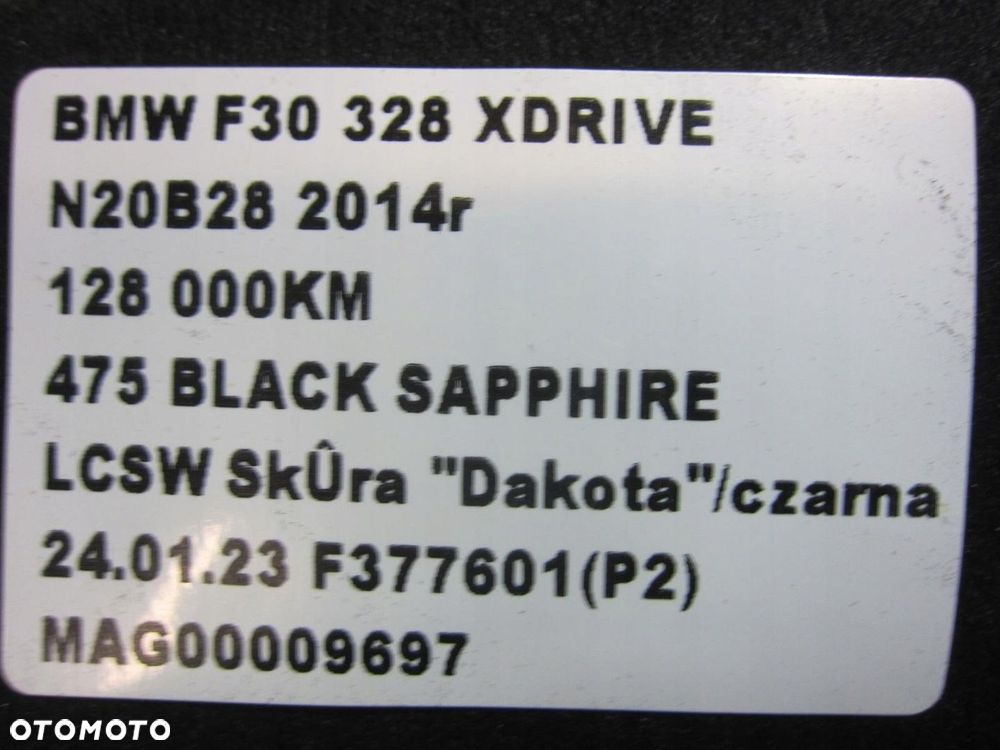 BMW F30 328 XDRIVE
N20B28 2014r
128 000KM
475 BLACK SAPPHIRE
LCSW SkÛra "Dakota"/czarna
24.01.23 F377601(P2)
MAG00009697
OTOMOTO